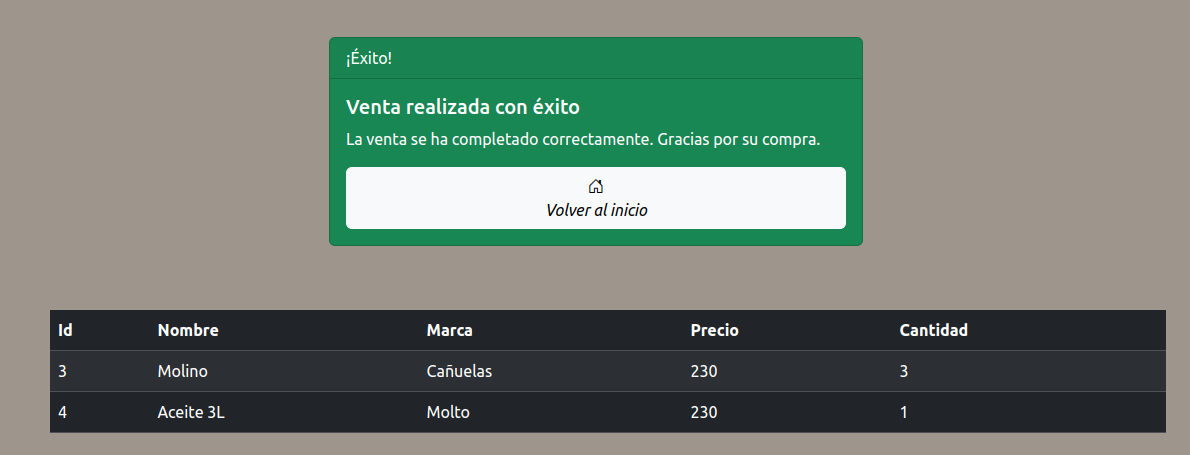 ¡Éxito!
Venta realizada con éxito
La venta se ha completado correctamente. Gracias por su compra.
Volver al inicio
Id Nombre Marca Precio Cantidad
3 Molino Cañuelas 230 3
4 Aceite 3L Molto 230 1